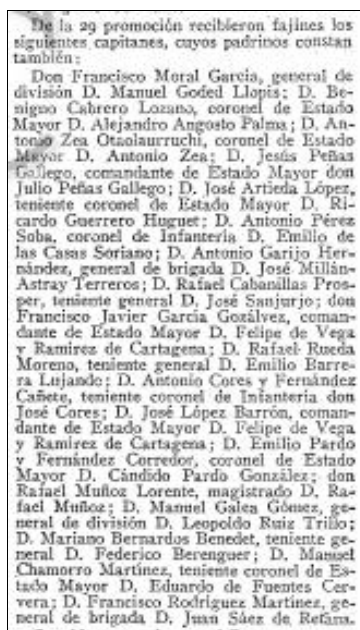 De la 29 promoción recibieron fajines los
siguientes capitanes, cuyos padrinos constan
también:
Don Francisco Moral García, general de
división D. Manuel Goded Llopis; D. Be-
nigno Cabrero Lozano, coronel de Estado
Mayor D. Alejandro Angosto Palma; D. An-
tonio Zea Otaolaurruchi, coronel de Estado
Mayor D. Antonio Zea; D. Jesús Peñas
Gallego, comandante de Estado Mayor don
Julio Peñas Gallego; D. José Artieda López,
teniente coronel de Estado Mayor D. Ri-
cardo Guerrero Huguet; D. Antonio Pérez
Soba, coronel de Infantería D. Emilio de
las Casas Soriano; D. Antonio Garijo Her-
nández, general de brigada D. José Millán-
Astray Terreros; D. Rafael Cabanillas Pros-
per, teniente general D. José Sanjurjo; don
Francisco Javier García Gozálvez, coman-
dante de Estado Mayor D. Felipe de Vega
y Ramírez de Cartagena; D. Rafael Rueda
Moreno, teniente general D. Emilio Barre-
ra Lujando; D. Antonio Cores y Fernández
Cañete, teniente coronel de Infantería don
José Cores; D. José López Barrón, coman-
dante de Estado Mayor D. Felipe de Vega
y Ramírez de Cartagena; D. Emilio Pardo
y Fernández Corredor, coronel de Estado
Mayor D. Cándido Pardo González; don
Rafael Muñoz Lorente, magistrado D. Ra-
fael Muñoz; D. Manuel Galea Gómez, ge-
neral de división D. Leopoldo Ruiz Trillo;
D. Mariano Bernardos Benedet, teniente ge-
neral D. Federico Berenguer; D. Manuel
Chamorro Martínez, teniente coronel de Es-
tado Mayor D. Eduardo de Fuentes Cer-
vera; D. Francisco Rodríguez Martínez, ge-
neral de brigada D. Juan Sáez de Retana.